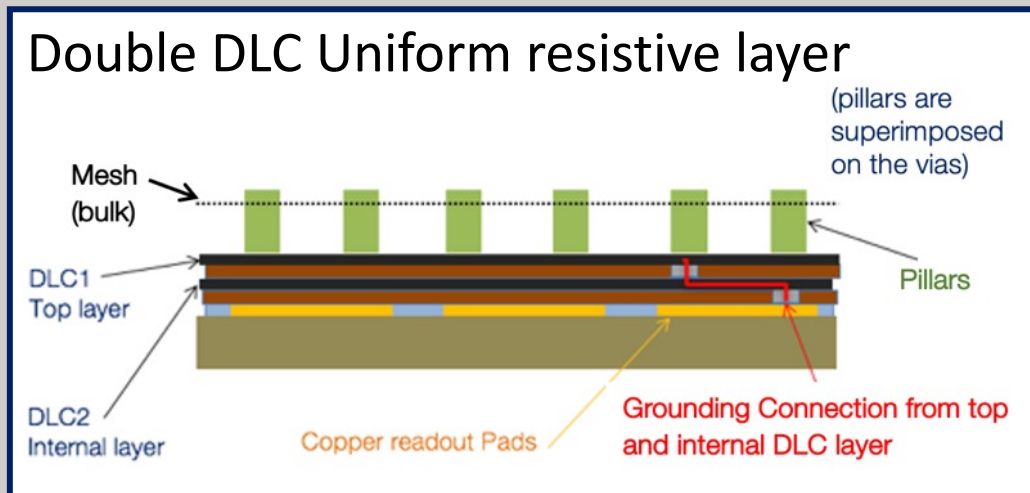 Double DLC Uniform resistive layer
(pillars are
superimposed
on the vias)
Mesh
(bulk)
DLC1
Top layer
Pillars
DLC2
Internal layer
Copper readout Pads
Grounding Connection from top
and internal DLC layer